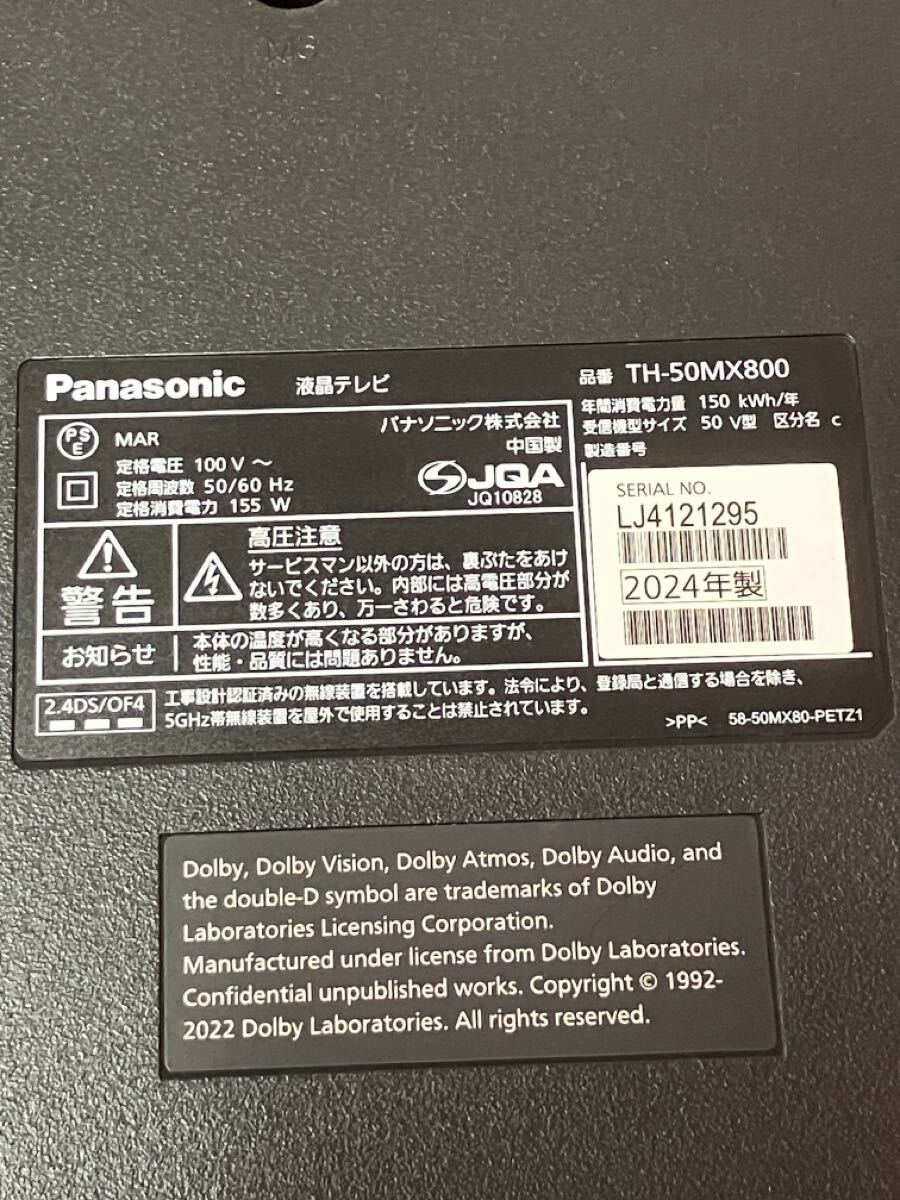 M6
Panasonic 液晶テレビ
品番 TH-50MX800
年間消費電力量 150 kWh/年
受信機型サイズ 50 V型 区分名 c
製造番号
PSE MAR
定格電圧 100 V ～
定格周波数 50/60 Hz
定格消費電力 155 W
パナソニック株式会社
中国製
JQA
JQ10828
SERIAL NO.
LJ4121295
2024年製
警告
高圧注意
サービスマン以外の方は、裏ぶたをあけ
ないでください。内部には高電圧部分が
数多くあり、万一さわると危険です。
お知らせ
本体の温度が高くなる部分がありますが、
性能・品質には問題ありません。
2.4DS/OF4
工事設計認証済みの無線装置を搭載しています。法令により、登録局と通信する場合を除き、
5GHz帯無線装置を屋外で使用することは禁止されています。
>PP< 58-50MX80-PETZ1
Dolby, Dolby Vision, Dolby Atmos, Dolby Audio, and
the double-D symbol are trademarks of Dolby
Laboratories Licensing Corporation.
Manufactured under license from Dolby Laboratories.
Confidential unpublished works. Copyright © 1992-
2022 Dolby Laboratories. All rights reserved.